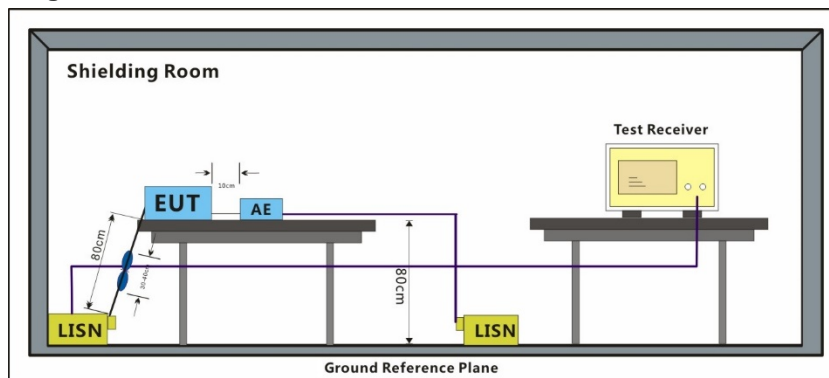 Shielding Room
Test Receiver
10cm
EUT
AE
80cm
30-40cm
80cm
LISN
LISN
Ground Reference Plane